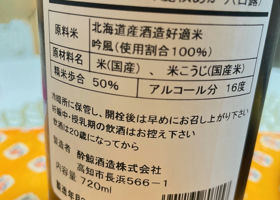 原料米 北海道産酒造好適米
吟風(使用割合100%)
原材料名 米(国産)、米こうじ(国産米)
精米歩合 50% アルコール分 16度
冷暗所に保管し、開栓後は早めにお召し上がり下さい
妊娠中・授乳期の飲酒はお控え下さい
飲酒は20歳になってから
製造者 酔鯨酒造株式会社
高知市長浜566-1
内容量 720ml